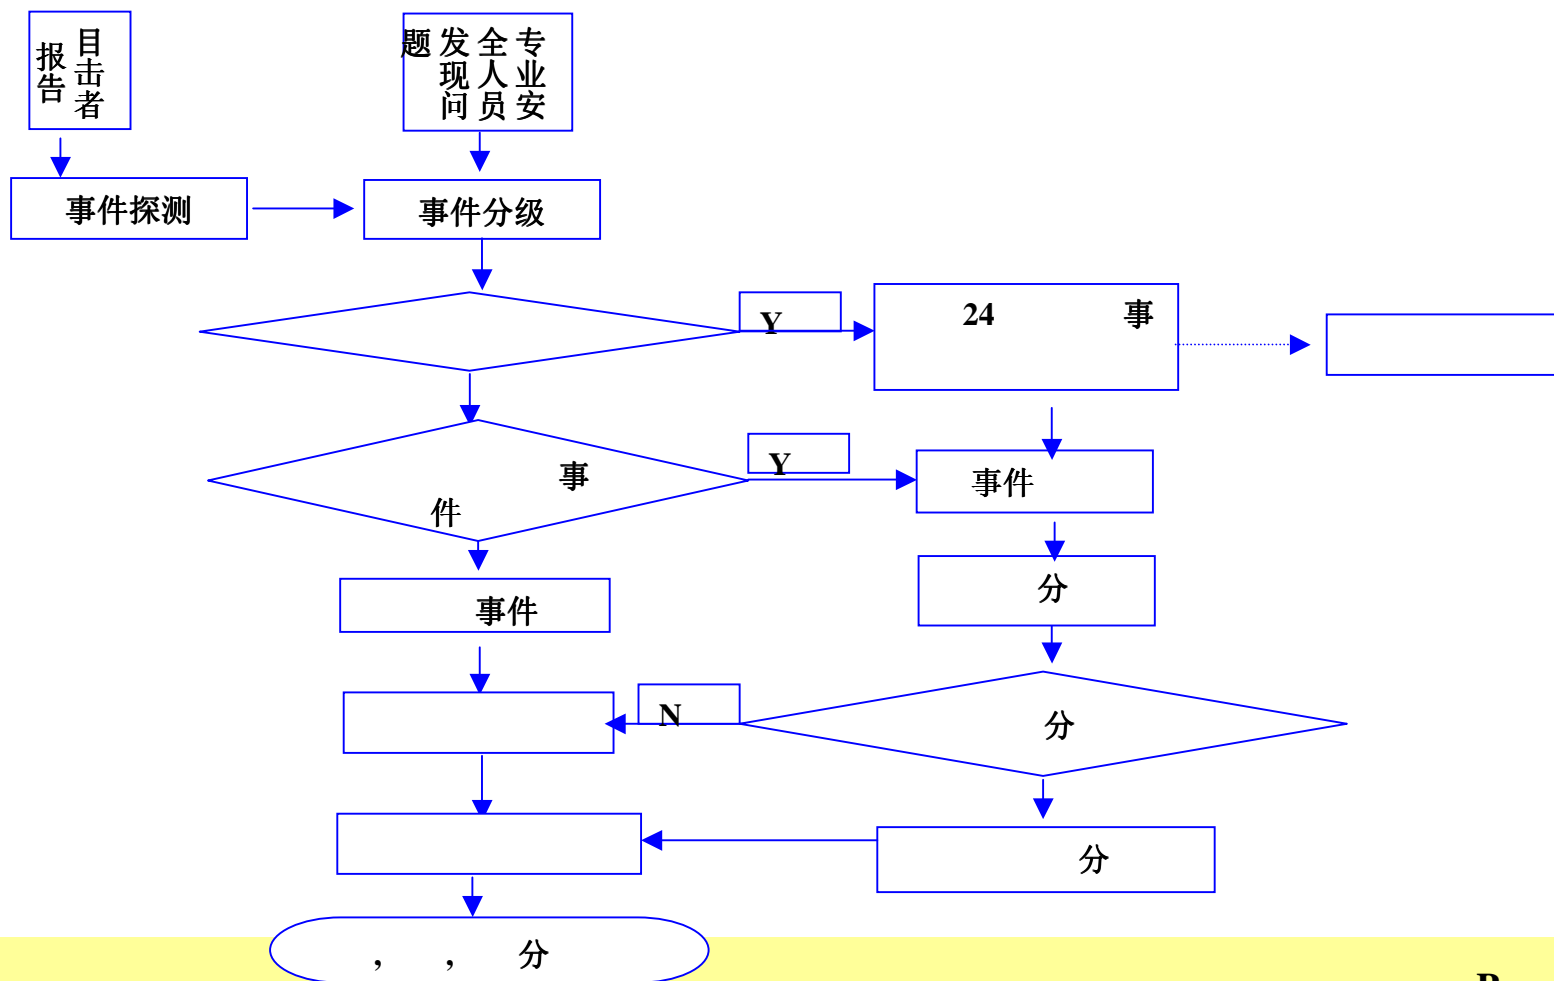 目击者
报告
专业安
全人员
发现问
题
事件探测
事件分级
Y
24 事
事
件
Y
事件
事件
分
N
分
分
, , 分